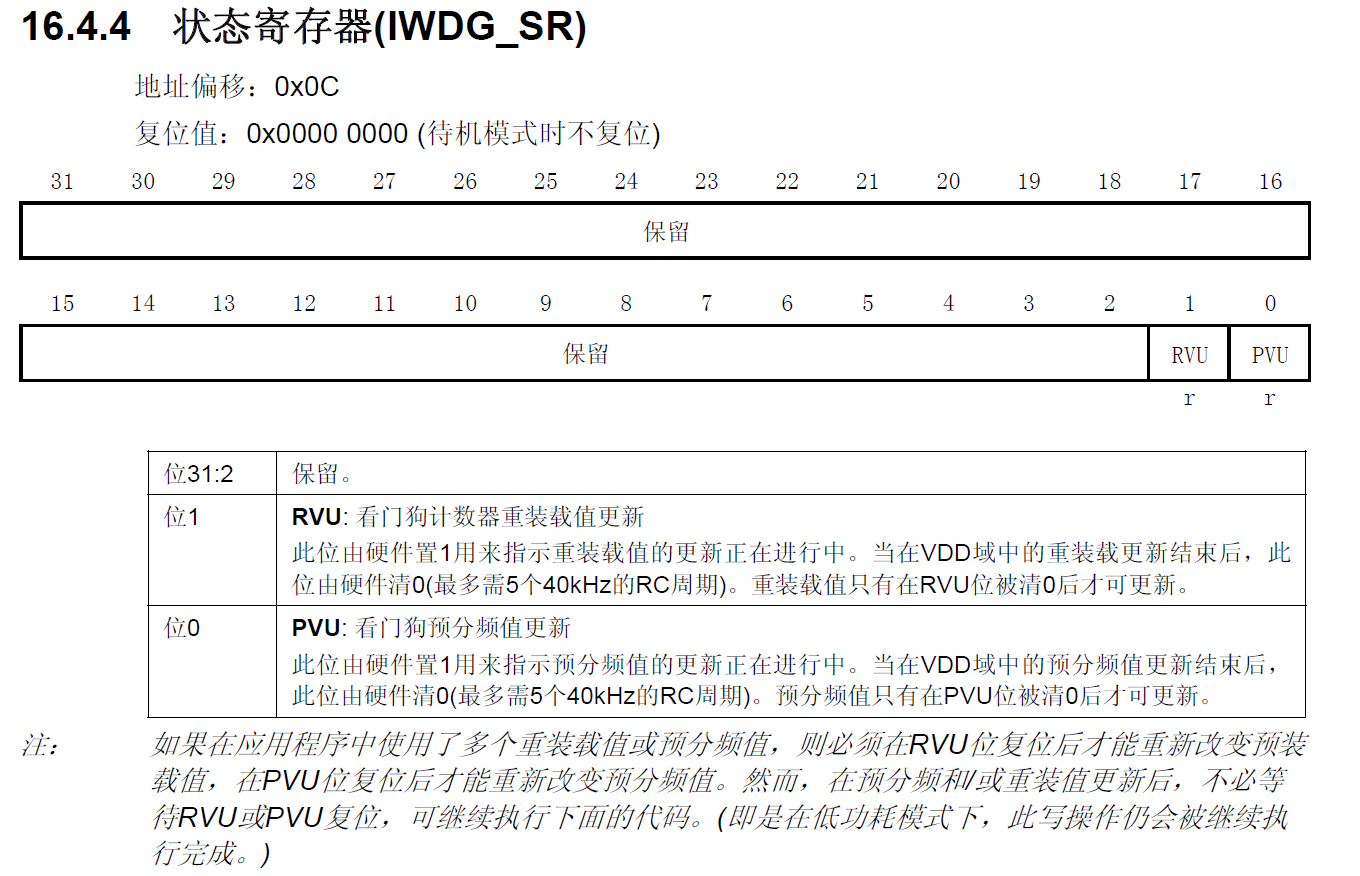 16.4.4 状态寄存器(IWDG_SR)
地址偏移：0x0C
复位值：0x0000 0000 (待机模式时不复位)
31 30 29 28 27 26 25 24 23 22 21 20 19 18 17 16
保留
15 14 13 12 11 10 9 8 7 6 5 4 3 2 1 0
保留 RVU PVU
r r
位31:2 保留。
位1 RVU: 看门狗计数器重装载值更新
此位由硬件置1用来指示重装载值的更新正在进行中。当在VDD域中的重装载更新结束后，此
位由硬件清0(最多需5个40kHz的RC周期)。重装载值只有在RVU位被清0后才可更新。
位0 PVU: 看门狗预分频值更新
此位由硬件置1用来指示预分频值的更新正在进行中。当在VDD域中的预分频值更新结束后，
此位由硬件清0(最多需5个40kHz的RC周期)。预分频值只有在PVU位被清0后才可更新。
注： 如果在应用程序中使用了多个重装载值或预分频值，则必须在RVU位复位后才能重新改变预装
载值，在PVU位复位后才能重新改变预分频值。然而，在预分频和/或重装值更新后，不必等
待RVU或PVU复位，可继续执行下面的代码。(即是在低功耗模式下，此写操作仍会被继续执
行完成。)